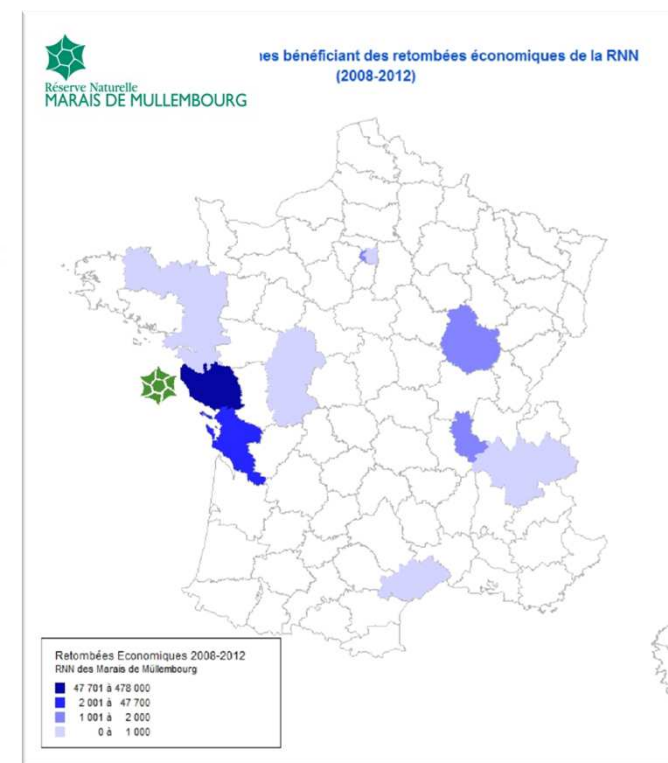 Réserve Naturelle
MARAIS DE MULLEMBOURG
nes bénéficiant des retombées économiques de la RNN
(2008-2012)
Retombées Economiques 2008-2012
RNN des Marais de Müllembourg
47 701 à 478 000
2 001 à 47 700
1 001 à 2 000
0 à 1 000